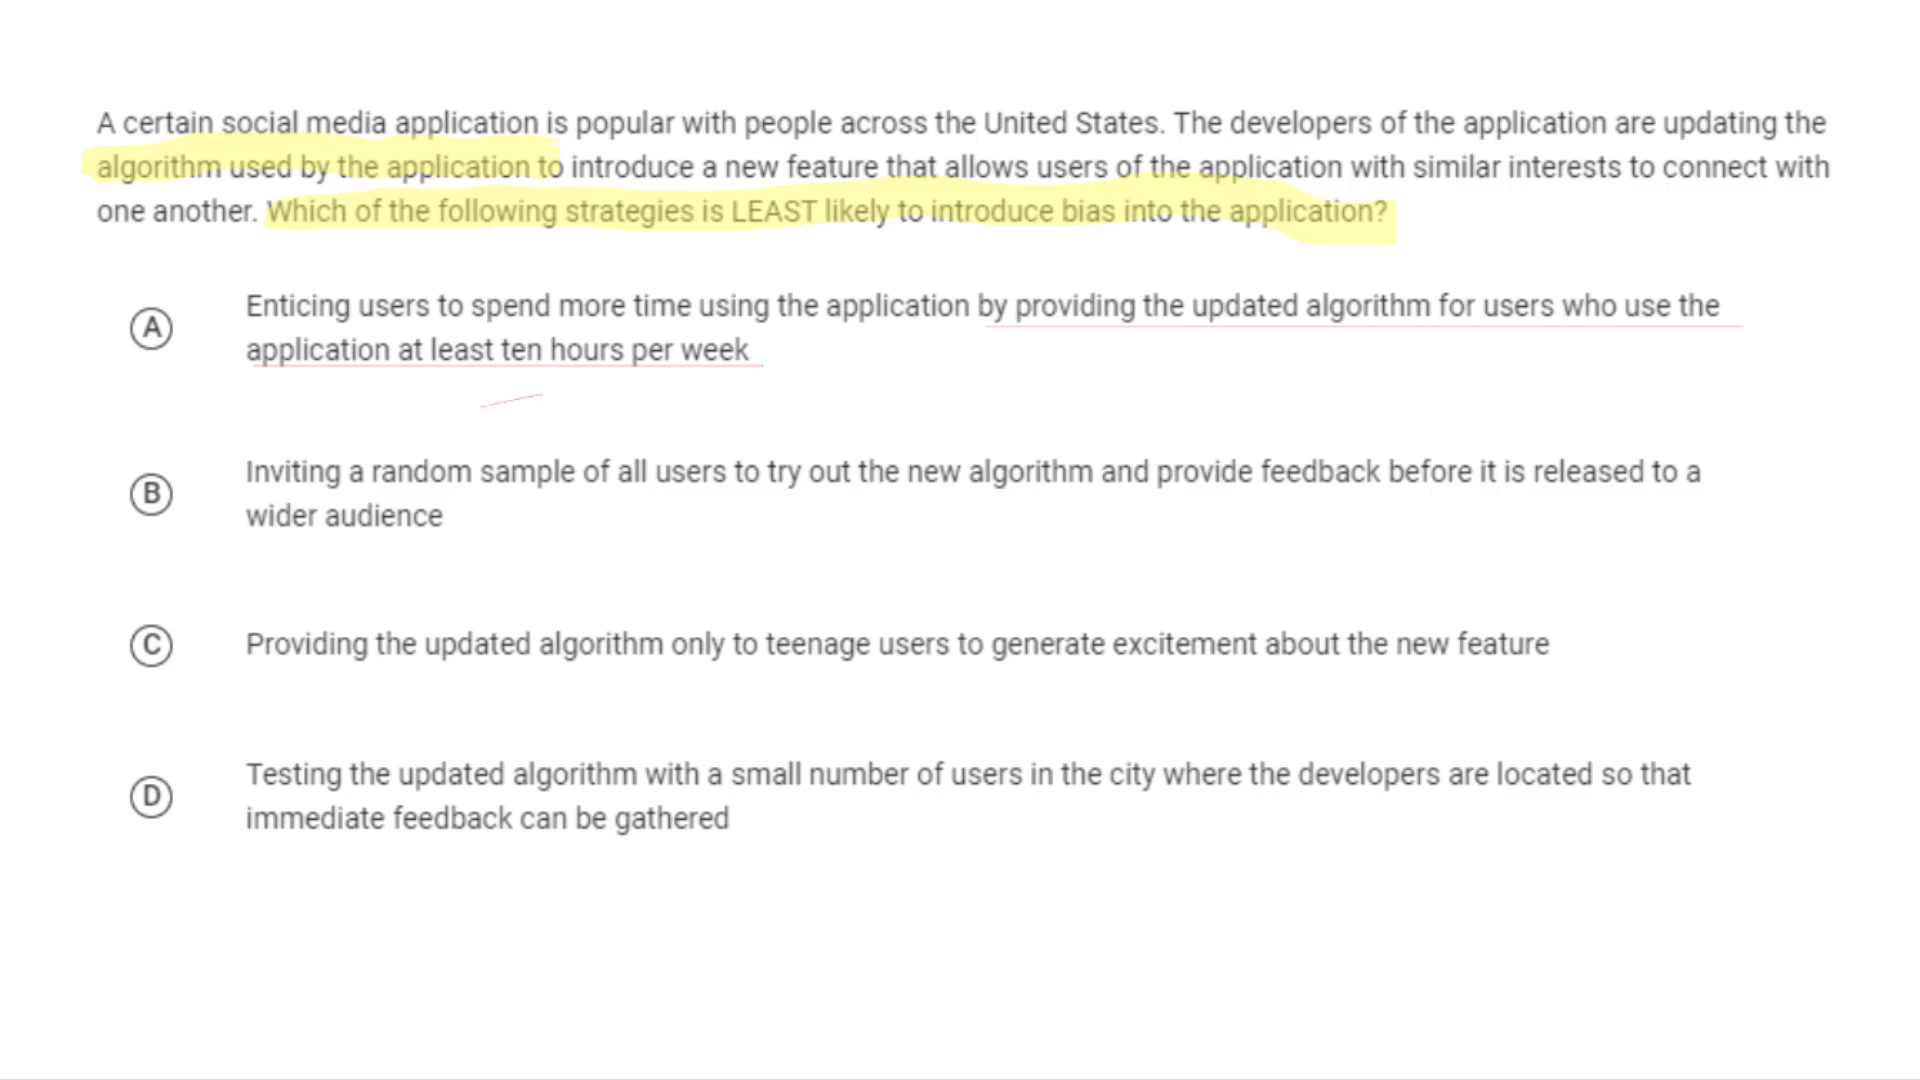 A certain social media application is popular with people across the United States. The developers of the application are updating the
algorithm used by the application to introduce a new feature that allows users of the application with similar interests to connect with
one another. Which of the following strategies is LEAST likely to introduce bias into the application?
A Enticing users to spend more time using the application by providing the updated algorithm for users who use the
application at least ten hours per week
B Inviting a random sample of all users to try out the new algorithm and provide feedback before it is released to a
wider audience
C Providing the updated algorithm only to teenage users to generate excitement about the new feature
D Testing the updated algorithm with a small number of users in the city where the developers are located so that
immediate feedback can be gathered